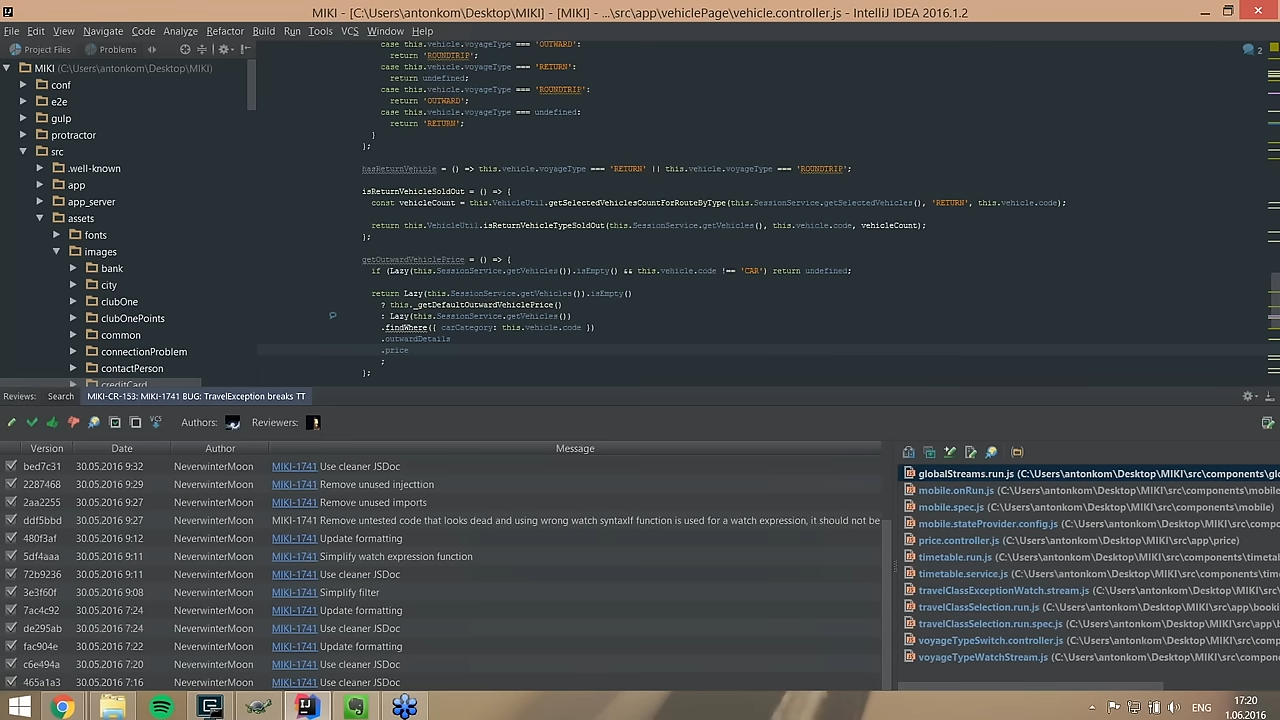 MIKI - [C:\Users\antonkom\Desktop\MIKI] - [MIKI] - ...\src\app\vehiclePage\vehicle.controller.js - IntelliJ IDEA 2016.1.2
File Edit View Navigate Code Analyze Refactor Build Run Tools VCS Window Help
Project Files Problems
2
MIKI (C:\Users\antonkom\Desktop\MIKI)
conf
e2e
gulp
protractor
src
.well-known
app
app_server
assets
fonts
images
bank
city
clubOne
clubOnePoints
common
connectionProblem
contactPerson
creditCard
case this.vehicle.voyageType === 'OUTWARD':
return 'ROUNDTRIP';
case this.vehicle.voyageType === 'RETURN':
return undefined;
case this.vehicle.voyageType === 'ROUNDTRIP':
return 'OUTWARD';
case this.vehicle.voyageType === undefined:
return 'RETURN';
}
};
hasReturnVehicle = () => this.vehicle.voyageType === 'RETURN' || this.vehicle.voyageType === 'ROUNDTRIP';
isReturnVehicleSoldOut = () => {
const vehicleCount = this.VehicleUtil.getSelectedVehiclesCountForRouteByType(this.SessionService.getSelectedVehicles(), 'RETURN', this.vehicle.code);
return this.VehicleUtil.isReturnVehicleTypeSoldOut(this.SessionService.getVehicles(), this.vehicle.code, vehicleCount);
};
getOutwardVehiclePrice = () => {
if (Lazy(this.SessionService.getVehicles()).isEmpty() && this.vehicle.code !== 'CAR') return undefined;
return Lazy(this.SessionService.getVehicles()).isEmpty()
? this._getDefaultOutwardVehiclePrice()
: Lazy(this.SessionService.getVehicles())
.findWhere({ carCategory: this.vehicle.code })
.outwardDetails
.price
;
};
Reviews: Search MIKI-CR-153: MIKI-1741 BUG: TravelException breaks TT
VCS Authors: Reviewers:
Version Date Author Message
bed7c31 30.05.2016 9:32 NeverwinterMoon MIKI-1741 Use cleaner JSDoc
2287468 30.05.2016 9:29 NeverwinterMoon MIKI-1741 Remove unused injecttion
2aa2255 30.05.2016 9:27 NeverwinterMoon MIKI-1741 Remove unused imports
ddf5bbd 30.05.2016 9:27 NeverwinterMoon MIKI-1741 Remove untested code that looks dead and using wrong watch syntaxIf function is used for a watch expression, it should not be
480f3af 30.05.2016 9:12 NeverwinterMoon MIKI-1741 Update formatting
5df4aaa 30.05.2016 9:11 NeverwinterMoon MIKI-1741 Simplify watch expression function
72b9236 30.05.2016 9:11 NeverwinterMoon MIKI-1741 Use cleaner JSDoc
3e3f60f 30.05.2016 9:08 NeverwinterMoon MIKI-1741 Simplify filter
7ac4c92 30.05.2016 7:24 NeverwinterMoon MIKI-1741 Update formatting
de295ab 30.05.2016 7:24 NeverwinterMoon MIKI-1741 Use cleaner JSDoc
fac904e 30.05.2016 7:22 NeverwinterMoon MIKI-1741 Update formatting
c6e494a 30.05.2016 7:20 NeverwinterMoon MIKI-1741 Use cleaner JSDoc
465a1a3 30.05.2016 7:16 NeverwinterMoon MIKI-1741 Use cleaner JSDoc
globalStreams.run.js (C:\Users\antonkom\Desktop\MIKI\src\components\glo
mobile.onRun.js (C:\Users\antonkom\Desktop\MIKI\src\components\mobile
mobile.spec.js (C:\Users\antonkom\Desktop\MIKI\src\components\mobile)
mobile.stateProvider.config.js (C:\Users\antonkom\Desktop\MIKI\src\comp
price.controller.js (C:\Users\antonkom\Desktop\MIKI\src\app\price)
timetable.run.js (C:\Users\antonkom\Desktop\MIKI\src\components\timetab
timetable.service.js (C:\Users\antonkom\Desktop\MIKI\src\components\time
travelClassExceptionWatch.stream.js (C:\Users\antonkom\Desktop\MIKI\src\
travelClassSelection.run.js (C:\Users\antonkom\Desktop\MIKI\src\app\booki
travelClassSelection.run.spec.js (C:\Users\antonkom\Desktop\MIKI\src\app\b
voyageTypeSwitch.controller.js (C:\Users\antonkom\Desktop\MIKI\src\comp
voyageTypeWatchStream.js (C:\Users\antonkom\Desktop\MIKI\src\componen
ENG
17:20
1.06.2016